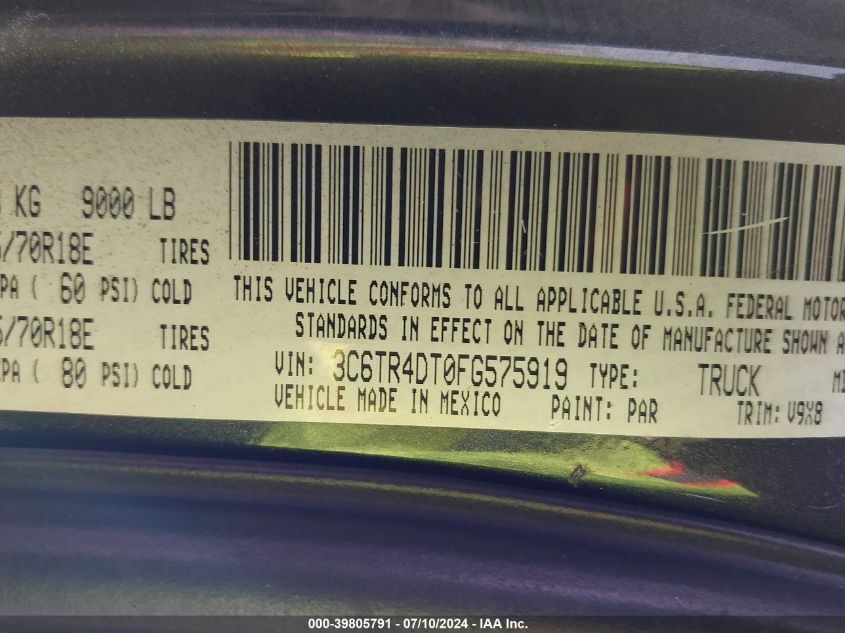 KG 9000 LB
/70R18E TIRES
PA ( 60 PSI) COLD
/70R18E TIRES
PA ( 80 PSI) COLD
THIS VEHICLE CONFORMS TO ALL APPLICABLE U.S.A. FEDERAL MOTOR
STANDARDS IN EFFECT ON THE DATE OF MANUFACTURE SHOWN A
VIN: 3C6TR4DT0FG575919 TYPE: TRUCK
VEHICLE MADE IN MEXICO PAINT: PAR TRIM: V9X8
000-39805791 - 07/10/2024 - IAA Inc.